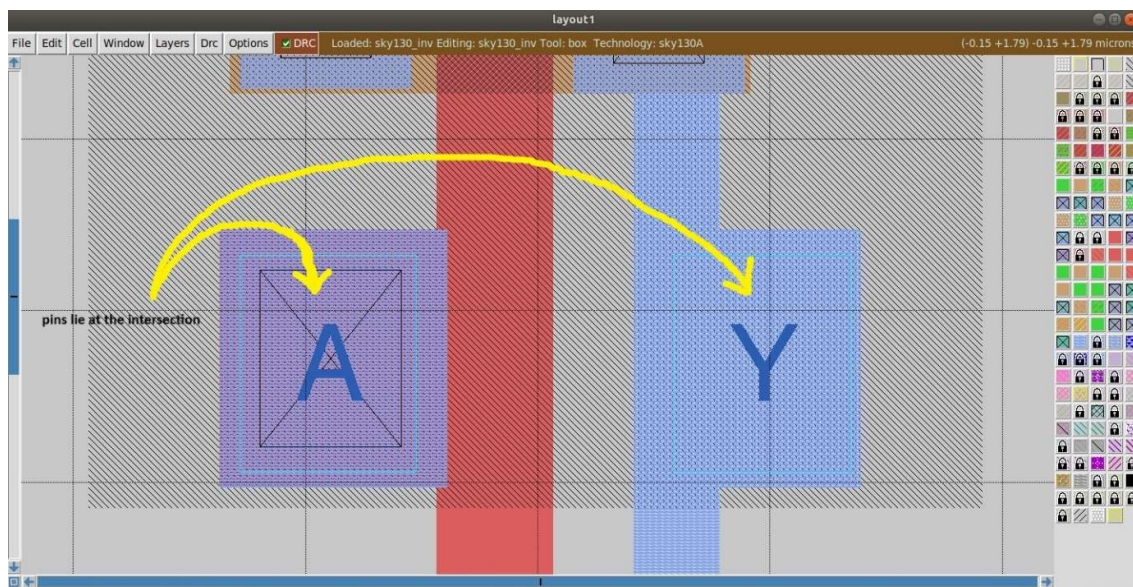 layout1
File Edit Cell Window Layers Drc Options DRC Loaded: sky130_inv Editing: sky130_inv Tool: box Technology: sky130A (-0.15 +1.79) -0.15 +1.79 microns
pins lie at the intersection
A Y